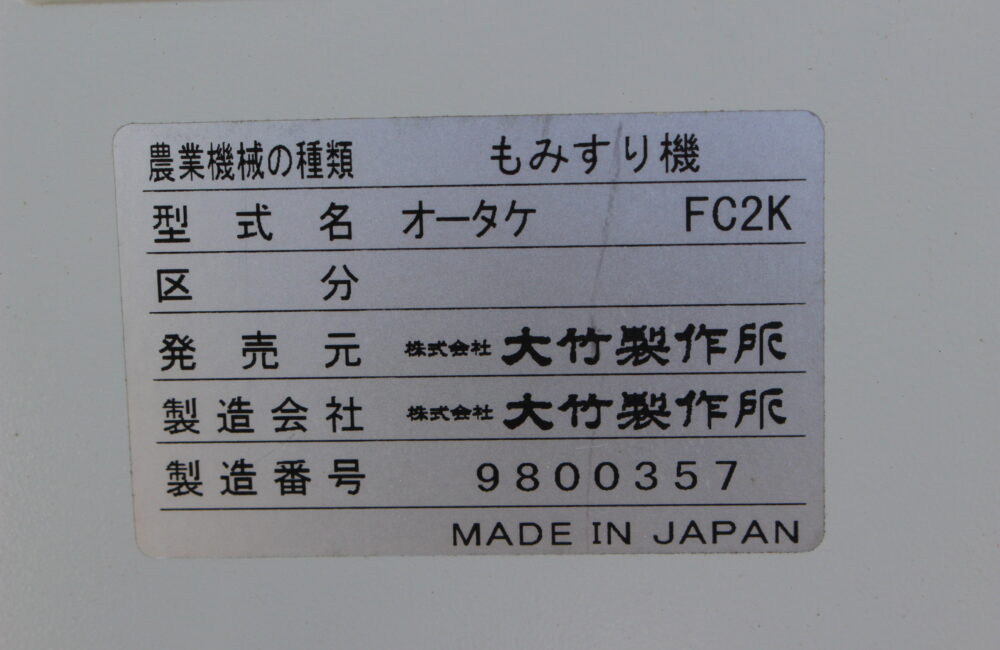 農業機械の種類 もみすり機
型式名 オータケ FC2K
区分
発売元 株式会社 大竹製作所
製造会社 株式会社 大竹製作所
製造番号 9800357
MADE IN JAPAN